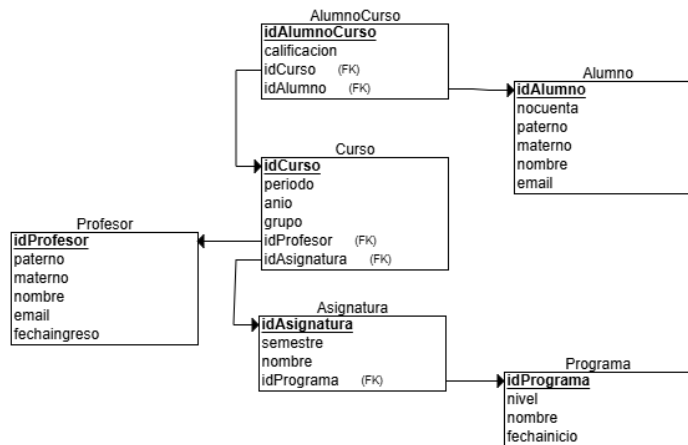 AlumnoCurso
idAlumnoCurso
calificacion
idCurso (FK)
idAlumno (FK)
Alumno
idAlumno
nocuenta
paterno
materno
nombre
email
Curso
idCurso
periodo
anio
grupo
idProfesor (FK)
idAsignatura (FK)
Profesor
idProfesor
paterno
materno
nombre
email
fechaingreso
Asignatura
idAsignatura
semestre
nombre
idPrograma (FK)
Programa
idPrograma
nivel
nombre
fechainicio